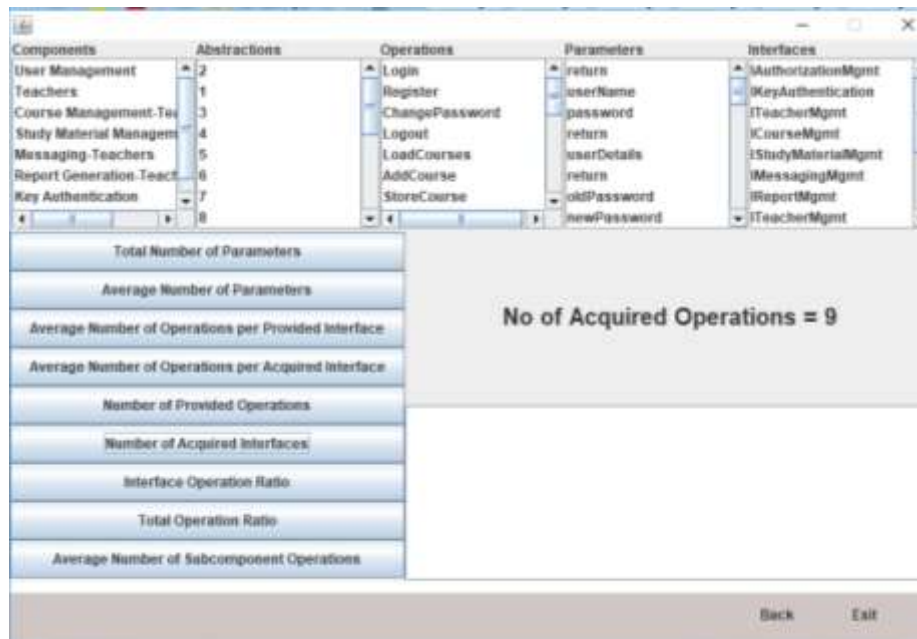 Components Abstractions Operations Parameters Interfaces
User Management 2 Login return IAuthorizationMgmt
Teachers 1 Register userName IKeyAuthentication
Course Management-Tea 3 ChangePassword password ITeacherMgmt
Study Material Managem 4 Logout return ICourseMgmt
Messaging-Teachers 5 LoadCourses userDetails IStudyMaterialMgmt
Report Generation-Teach 6 AddCourse return IMessagingMgmt
Key Authentication 7 StoreCourse oldPassword IReportMgmt
8 newPassword ITeacherMgmt
Total Number of Parameters
Average Number of Parameters
Average Number of Operations per Provided Interface
Average Number of Operations per Acquired Interface
Number of Provided Operations
Number of Acquired Interfaces
Interface Operation Ratio
Total Operation Ratio
Average Number of Subcomponent Operations
No of Acquired Operations = 9
Back Exit